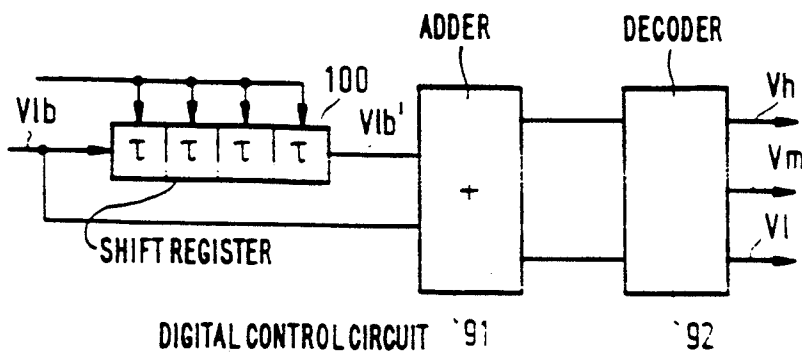 ADDER
DECODER
100
Vlb
Vlb'
Vh
τ τ τ τ
Vm
+
Vl
SHIFT REGISTER
DIGITAL CONTROL CIRCUIT
91
92